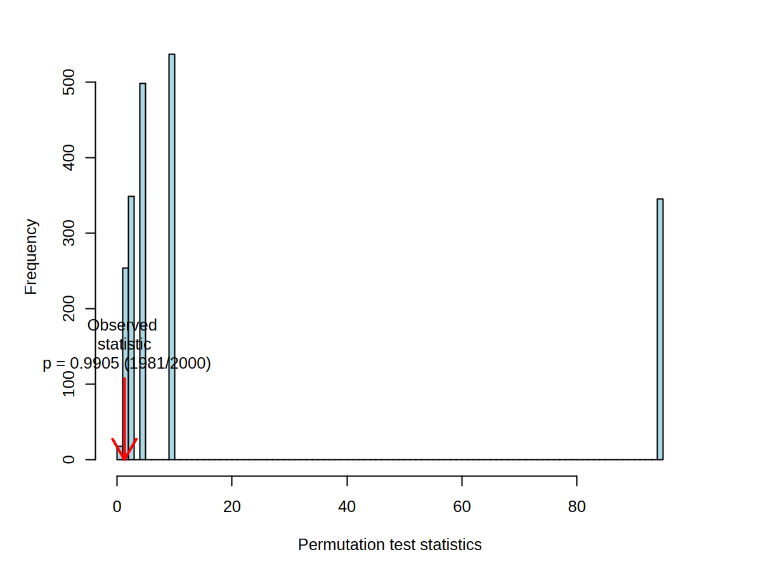 500
400
300
200
100
0
Frequency
Observed
statistic
p = 0.9905 (1981/2000)
0 20 40 60 80
Permutation test statistics